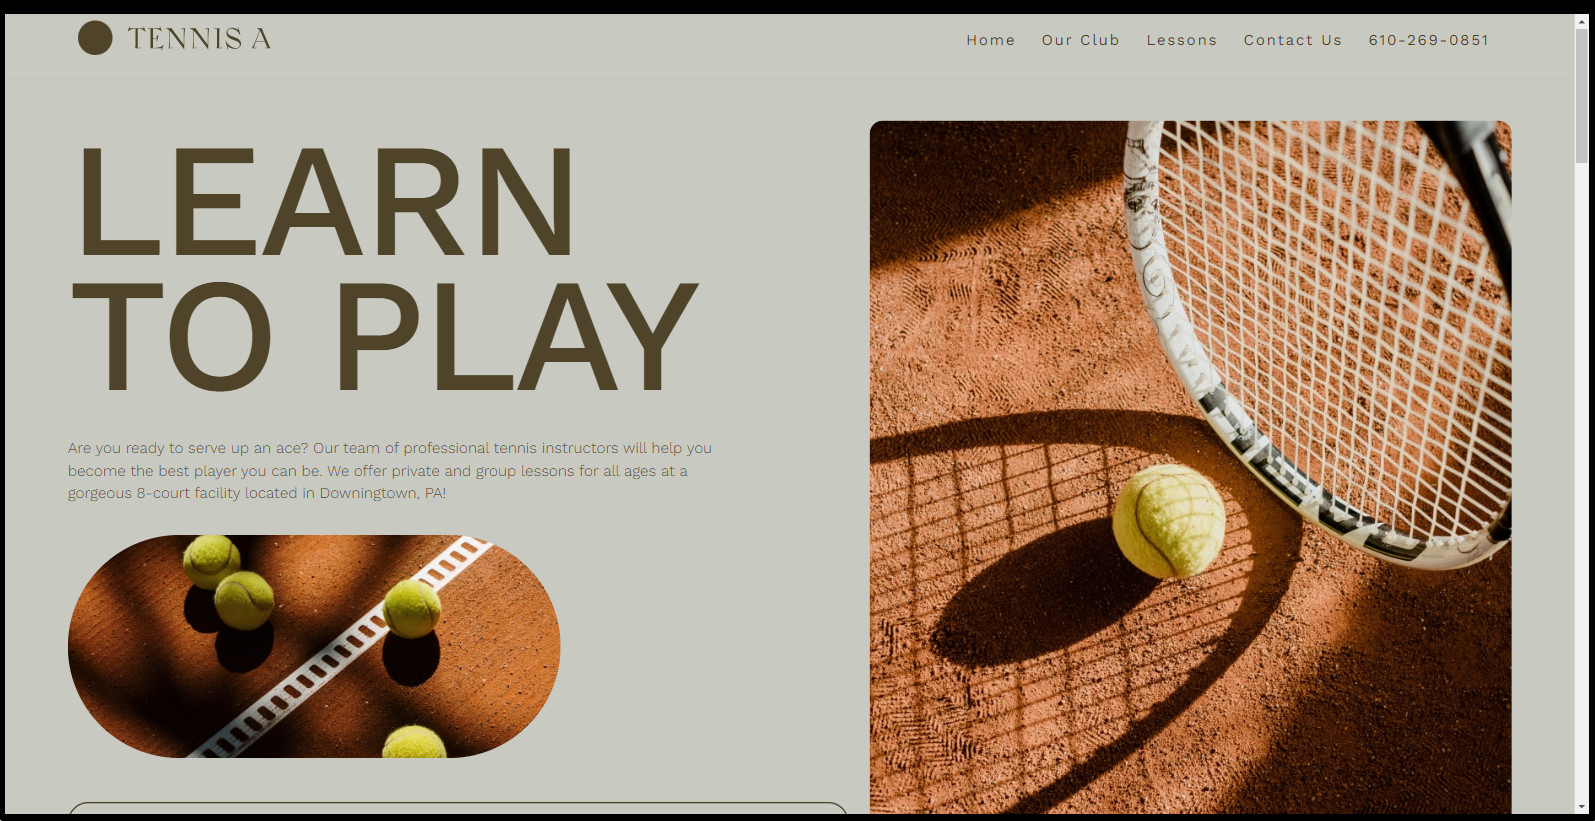 TENNIS A
Home Our Club Lessons Contact Us 610-269-0851
LEARN
TO PLAY
Are you ready to serve up an ace? Our team of professional tennis instructors will help you
become the best player you can be. We offer private and group lessons for all ages at a
gorgeous 8-court facility located in Downingtown, PA!